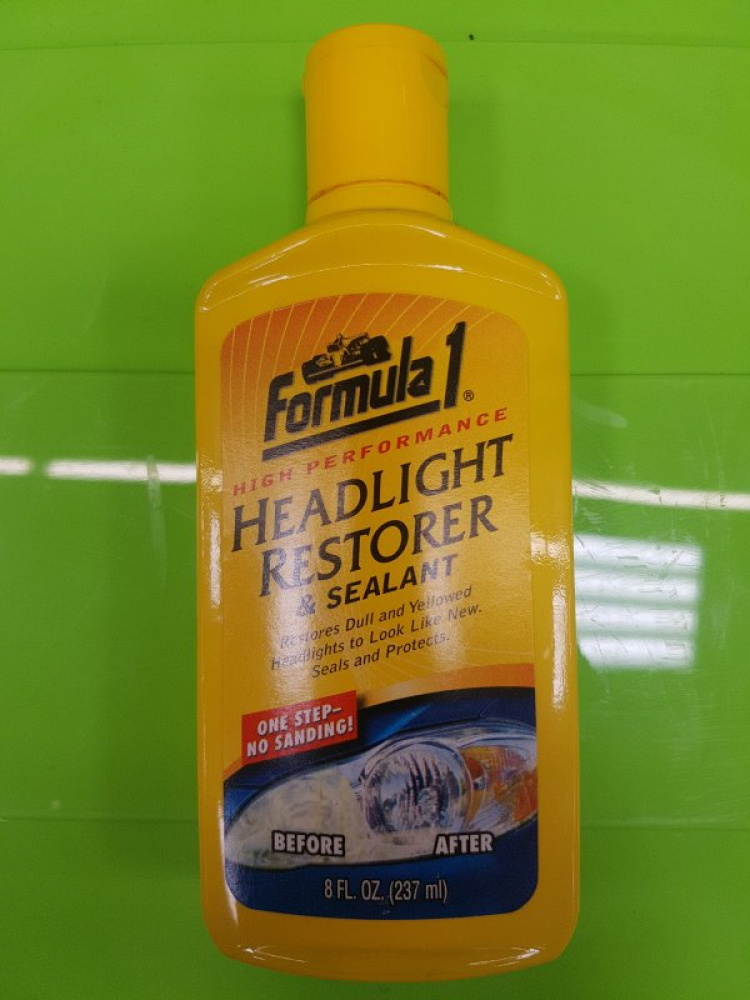 Formula 1®
HIGH PERFORMANCE
HEADLIGHT
RESTORER
& SEALANT
Restores Dull and Yellowed
Headlights to Look Like New.
Seals and Protects.
ONE STEP–
NO SANDING!
BEFORE AFTER
8 FL. OZ. (237 ml)